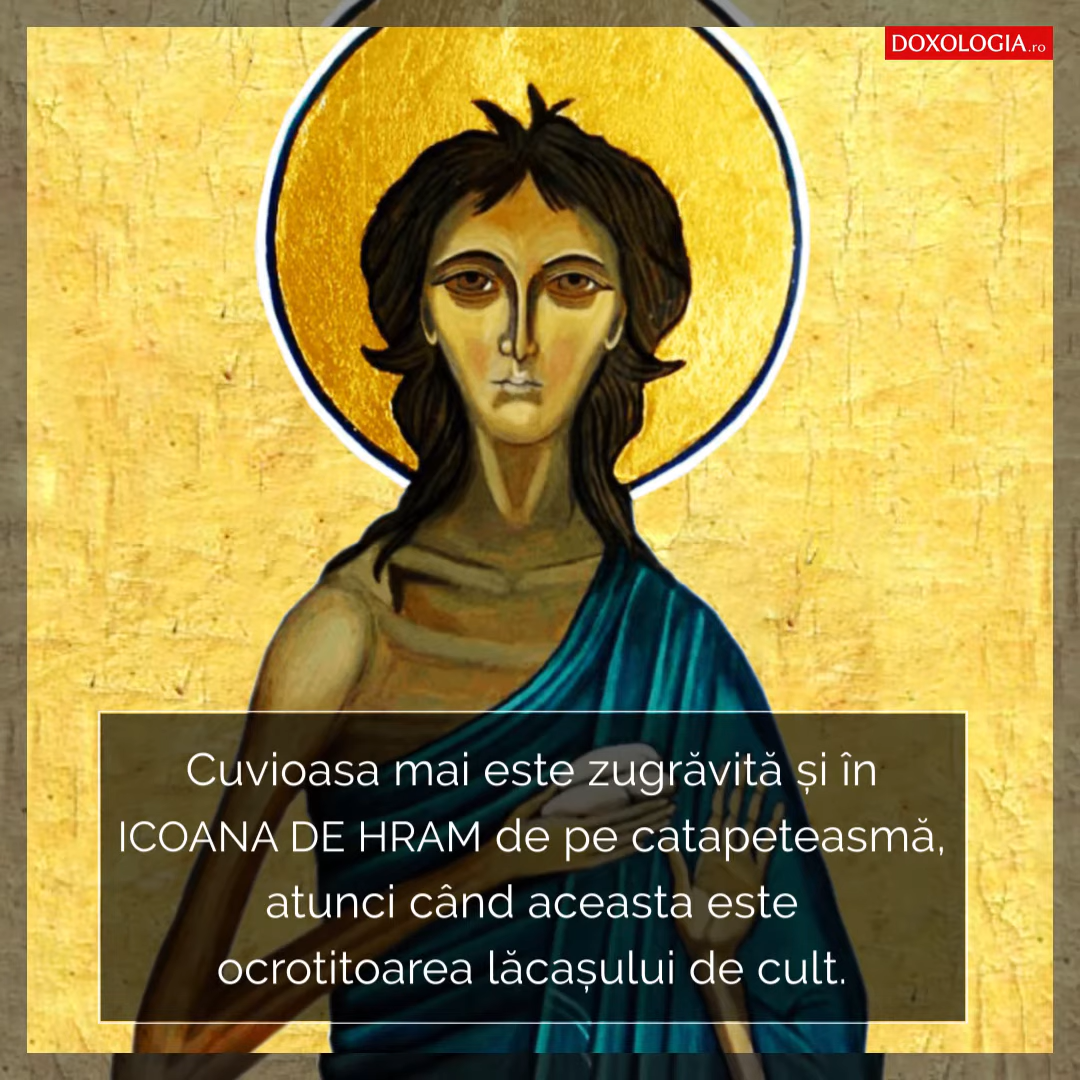 DOXOLOGIA.ro
Cuvioasa mai este zugrăvită și în
ICOANA DE HRAM de pe catapeteasmă,
atunci când aceasta este
ocrotitoarea lăcașului de cult.